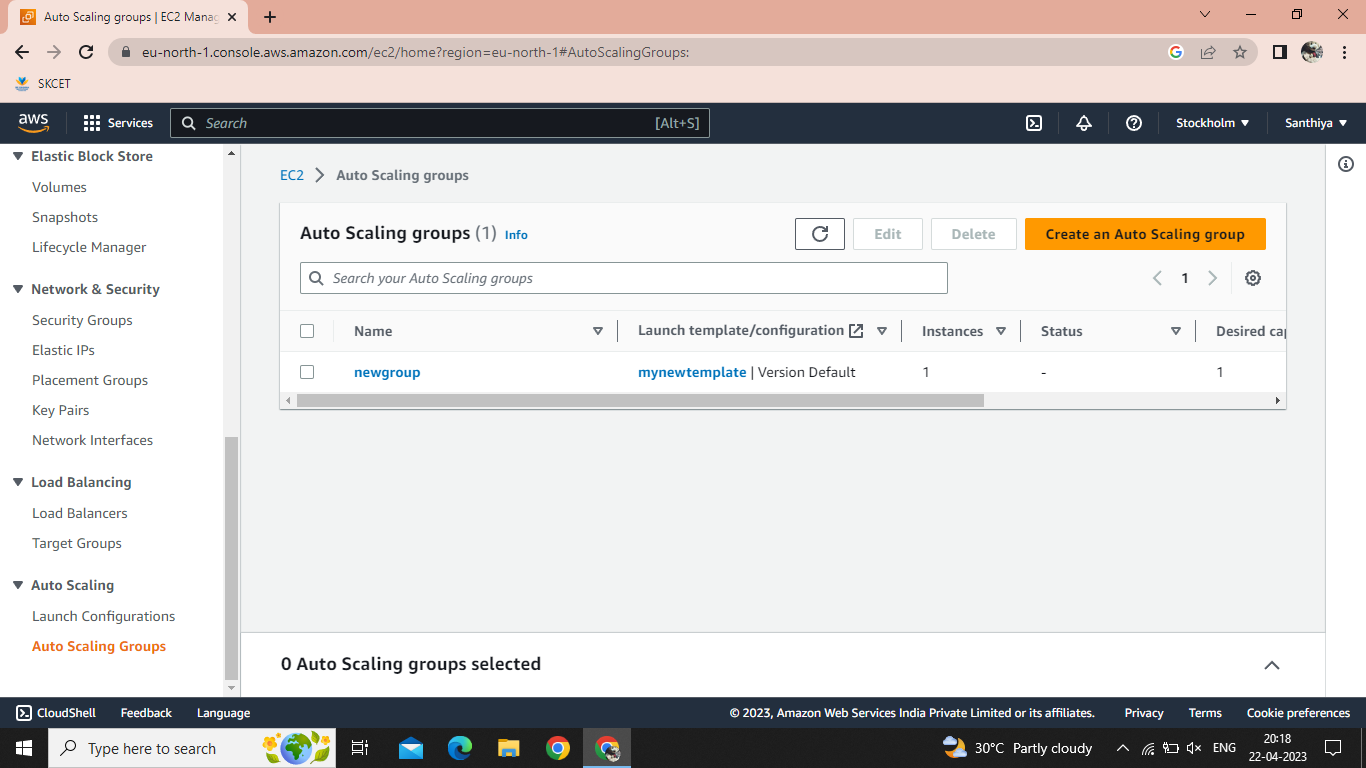 Auto Scaling groups | EC2 Manag
eu-north-1.console.aws.amazon.com/ec2/home?region=eu-north-1#AutoScalingGroups:
SKCET
aws Services Search [Alt+S] Stockholm Santhiya
Elastic Block Store
Volumes
Snapshots
Lifecycle Manager
Network & Security
Security Groups
Elastic IPs
Placement Groups
Key Pairs
Network Interfaces
Load Balancing
Load Balancers
Target Groups
Auto Scaling
Launch Configurations
Auto Scaling Groups
EC2 Auto Scaling groups
Auto Scaling groups (1) Info Edit Delete Create an Auto Scaling group
Search your Auto Scaling groups 1
Name Launch template/configuration Instances Status Desired cap
newgroup mynewtemplate | Version Default 1 - 1
0 Auto Scaling groups selected
CloudShell Feedback Language © 2023, Amazon Web Services India Private Limited or its affiliates. Privacy Terms Cookie preferences
Type here to search 30°C Partly cloudy ENG 20:18
22-04-2023